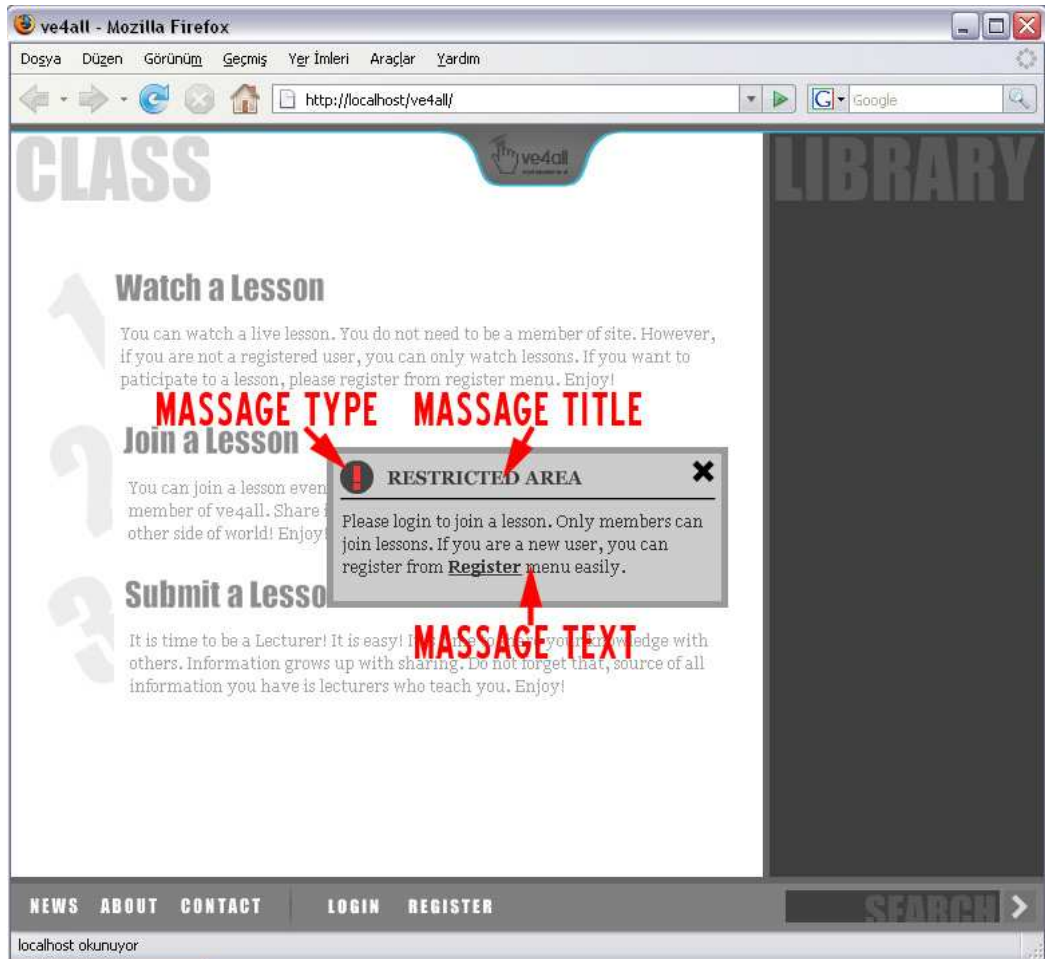 ve4all - Mozilla Firefox
Dosya Düzen Görünüm Geçmiş Yer İmleri Araçlar Yardım
http://localhost/ve4all/
Google
CLASS
ve4all
LIBRARY
Watch a Lesson
You can watch a live lesson. You do not need to be a member of site. However,
if you are not a registered user, you can only watch lessons. If you want to
paticipate to a lesson, please register from register menu. Enjoy!
MASSAGE TYPE MASSAGE TITLE
Join a Lesson
You can join a lesson even
member of ve4all. Share
other side of world! Enjoy!
RESTRICTED AREA
Please login to join a lesson. Only members can
join lessons. If you are a new user, you can
register from Register menu easily.
Submit a Lesso
MASSAGE TEXT
It is time to be a Lecturer! It is easy! your knowledge with
others. Information grows up with sharing. Do not forget that, source of all
information you have is lecturers who teach you. Enjoy!
NEWS ABOUT CONTACT LOGIN REGISTER
SEARCH
localhost okunuyor